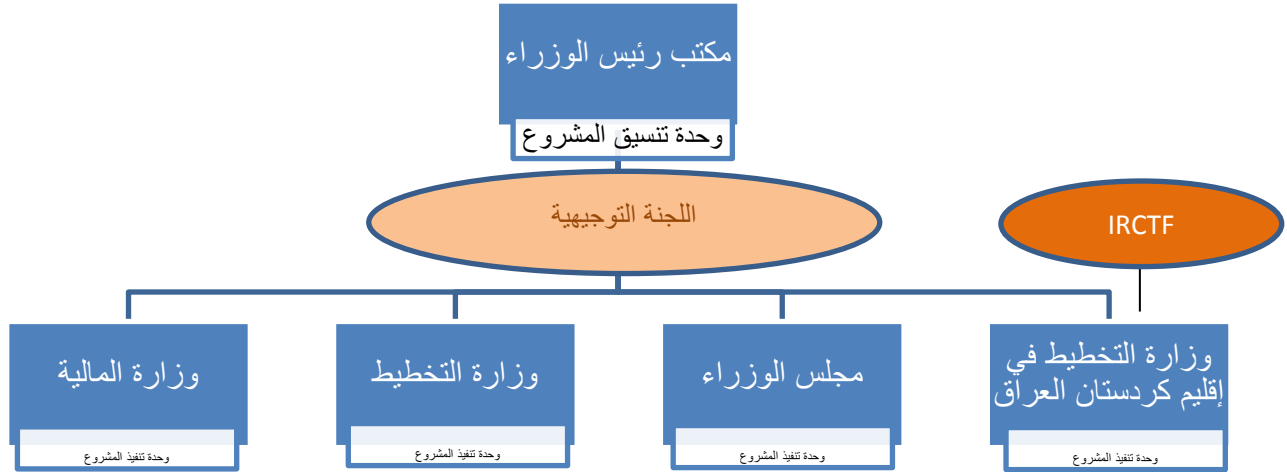 مكتب رئيس الوزراء
وحدة تنسيق المشروع
اللجنة التوجيهية
IRCTF
وزارة التخطيط في
إقليم كردستان العراق
وحدة تنفيذ المشروع
مجلس الوزراء
وحدة تنفيذ المشروع
وزارة التخطيط
وحدة تنفيذ المشروع
وزارة المالية
وحدة تنفيذ المشروع